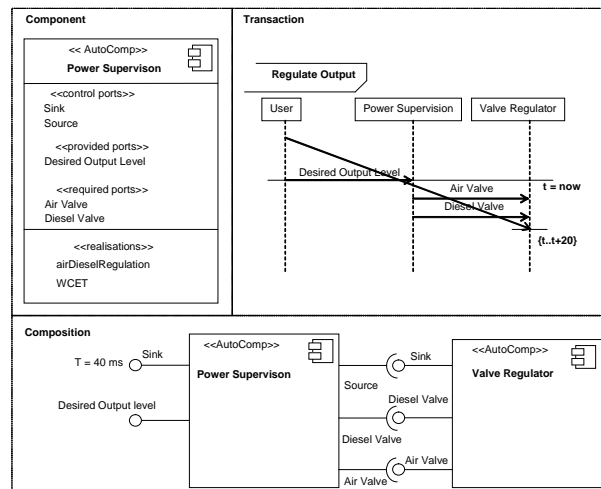 Component
<< AutoComp>>
Power Supervison
<<control ports>>
Sink
Source
<<provided ports>>
Desired Output Level
<<required ports>>
Air Valve
Diesel Valve
<<realisations>>
airDieselRegulation
WCET
Transaction
Regulate Output
User
Power Supervision
Valve Regulator
Desired Output Level
Air Valve
t = now
Diesel Valve
{t..t+20}
Composition
T = 40 ms
Sink
Desired Output level
<<AutoComp>>
Power Supervison
Source
Sink
Diesel Valve
Diesel Valve
Air Valve
Air Valve
<<AutoComp>>
Valve Regulator